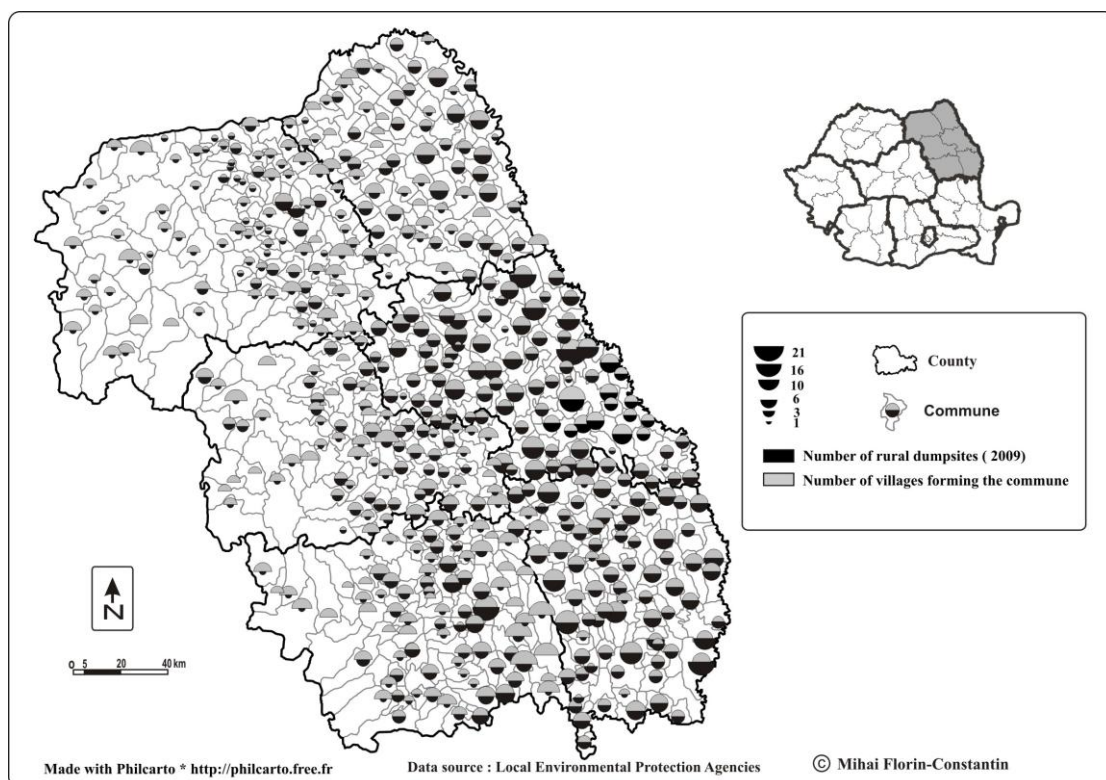 21
16
10
6
3
1
County
Commune
Number of rural dumpsites ( 2009)
Number of villages forming the commune
N
0 5 20 40 km
Made with Philcarto * http://philcarto.free.fr
Data source : Local Environmental Protection Agencies
© Mihai Florin-Constantin